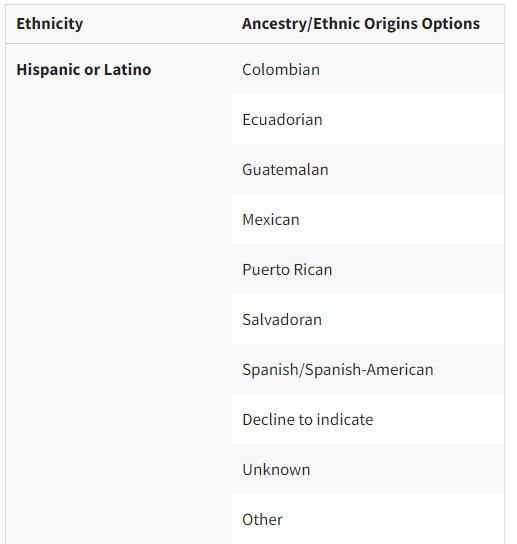 Ethnicity Ancestry/Ethnic Origins Options
Hispanic or Latino Colombian
Ecuadorian
Guatemalan
Mexican
Puerto Rican
Salvadoran
Spanish/Spanish-American
Decline to indicate
Unknown
Other